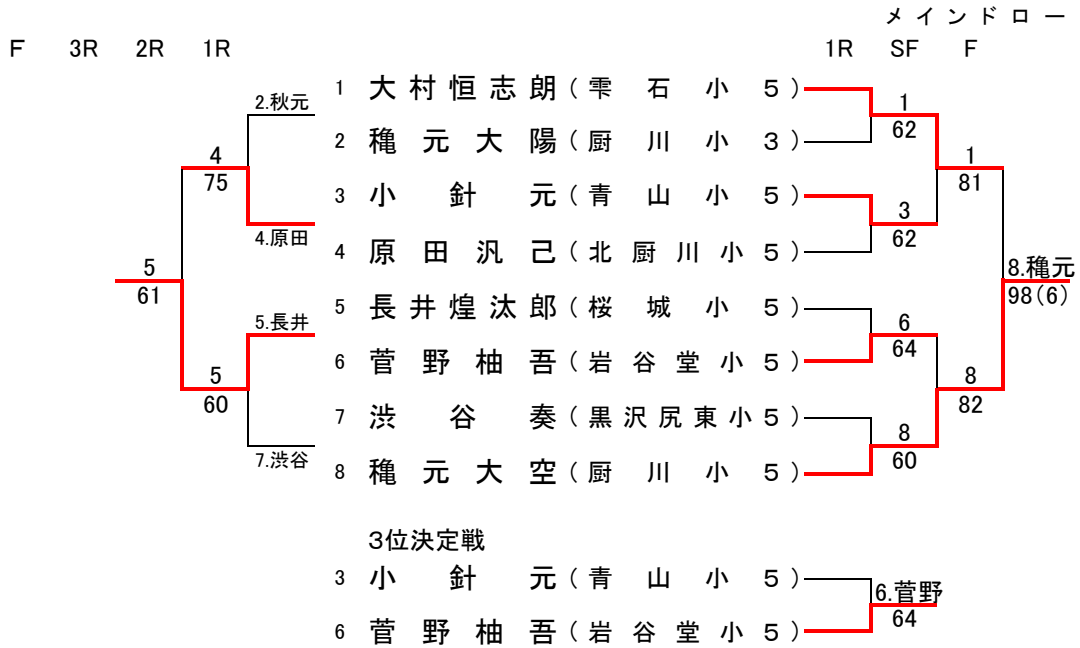 メインドロー
F 3R 2R 1R 1R SF F
1 大村恒志朗(雫石小5)
2.秋元 1
62
2 穐元大陽(厨川小3)
4 1
75 81
3 小針元(青山小5)
3
4.原田 62
4 原田汎己(北厨川小5)
5 8.穐元
61 98(6)
5 長井煌汰郎(桜城小5)
5.長井 6
64
6 菅野柚吾(岩谷堂小5)
5 8
60 82
7 渋谷奏(黒沢尻東小5)
8
7.渋谷 60
8 穐元大空(厨川小5)
3位決定戦
3 小針元(青山小5)
6.菅野
64
6 菅野柚吾(岩谷堂小5)